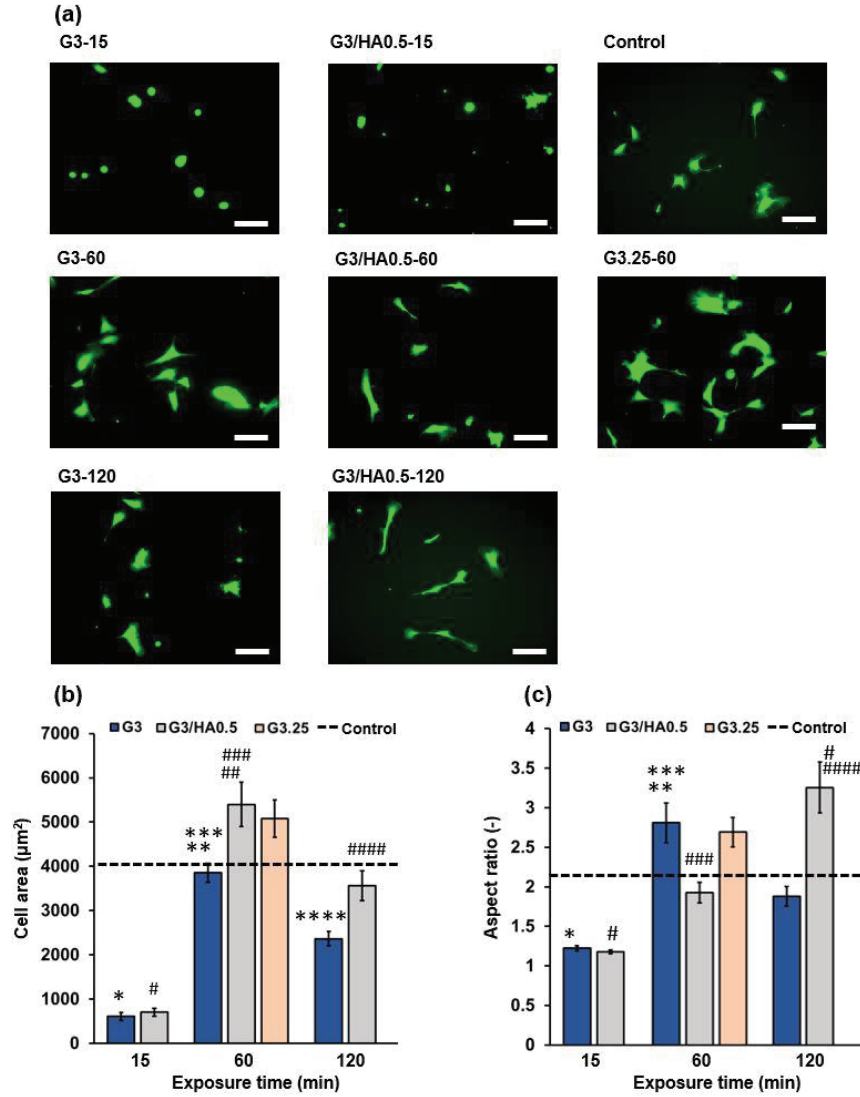 (a)
G3-15 G3/HA0.5-15 Control
G3-60 G3/HA0.5-60 G3.25-60
G3-120 G3/HA0.5-120
(b)
G3 G3/HA0.5 G3.25 Control
7000
6000
5000
4000
3000
2000
1000
0
Cell area (µm²)
*
#
***
**
###
##
****
####
15 60 120
Exposure time (min)
(c)
G3 G3/HA0.5 G3.25 Control
4
3.5
3
2.5
2
1.5
1
0.5
0
Aspect ratio (-)
*
#
***
**
###
#
####
15 60 120
Exposure time (min)